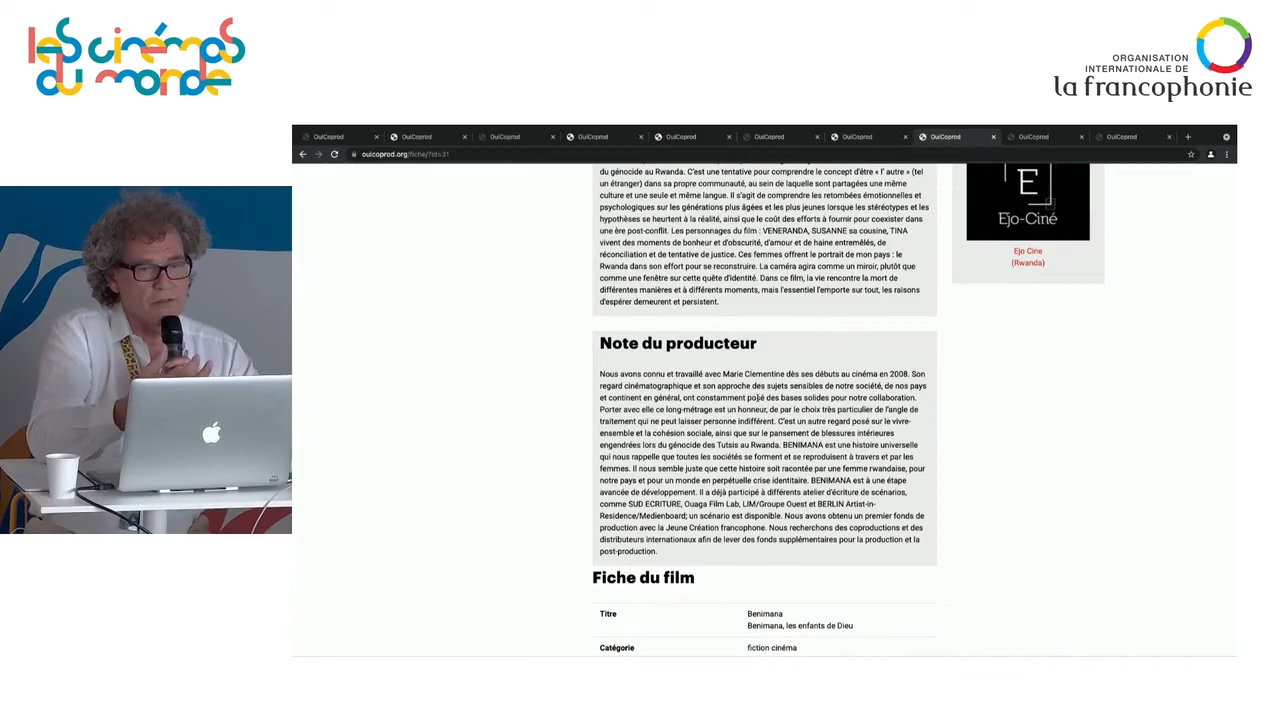 les cinémas
du monde
ORGANISATION
INTERNATIONALE DE
la francophonie
OuiCoprod OuiCoprod OuiCoprod OuiCoprod OuiCoprod OuiCoprod OuiCoprod OuiCoprod OuiCoprod OuiCoprod
ouicoprod.org/fiche/?id=31
du génocide au Rwanda. C'est une tentative pour comprendre le concept d'être « l' autre » (tel
un étranger) dans sa propre communauté, au sein de laquelle sont partagées une même
culture et une seule et même langue. Il s'agit de comprendre les retombées émotionnelles et
psychologiques sur les générations plus âgées et les plus jeunes lorsque les stéréotypes et les
hypothèses se heurtent à la réalité, ainsi que le coût des efforts à fournir pour coexister dans
une ère post-conflit. Les personnages du film : VENERANDA, SUSANNE sa cousine, TINA
vivent des moments de bonheur et d'obscurité, d'amour et de haine entremêlés, de
réconciliation et de tentative de justice. Ces femmes offrent le portrait de mon pays : le
Rwanda dans son effort pour se reconstruire. La caméra agira comme un miroir, plutôt que
comme une fenêtre sur cette quête d'identité. Dans ce film, la vie rencontre la mort de
différentes manières et à différents moments, mais l'essentiel l'emporte sur tout, les raisons
d'espérer demeurent et persistent.
E
Ejo-Ciné
Ejo Cine
(Rwanda)
Note du producteur
Nous avons connu et travaillé avec Marie Clementine dès ses débuts au cinéma en 2008. Son
regard cinématographique et son approche des sujets sensibles de notre société, de nos pays
et continent en général, ont constamment posé des bases solides pour notre collaboration.
Porter avec elle ce long-métrage est un honneur, de par le choix très particulier de l'angle de
traitement qui ne peut laisser personne indifférent. C'est un autre regard posé sur le vivre-
ensemble et la cohésion sociale, ainsi que sur le pansement de blessures intérieures
engendrées lors du génocide des Tutsis au Rwanda. BENIMANA est une histoire universelle
qui nous rappelle que toutes les sociétés se forment et se reproduisent à travers et par les
femmes. Il nous semble juste que cette histoire soit racontée par une femme rwandaise, pour
notre pays et pour un monde en perpétuelle crise identitaire. BENIMANA est à une étape
avancée de développement. Il a déjà participé à différents atelier d'écriture de scénarios,
comme SUD ECRITURE, Ouaga Film Lab, LIM/Groupe Ouest et BERLIN Artist-in-
Residence/Medienboard; un scénario est disponible. Nous avons obtenu un premier fonds de
production avec la Jeune Création francophone. Nous recherchons des coproductions et des
distributeurs internationaux afin de lever des fonds supplémentaires pour la production et la
post-production.
Fiche du film
Titre Benimana
Benimana, les enfants de Dieu
Catégorie fiction cinéma